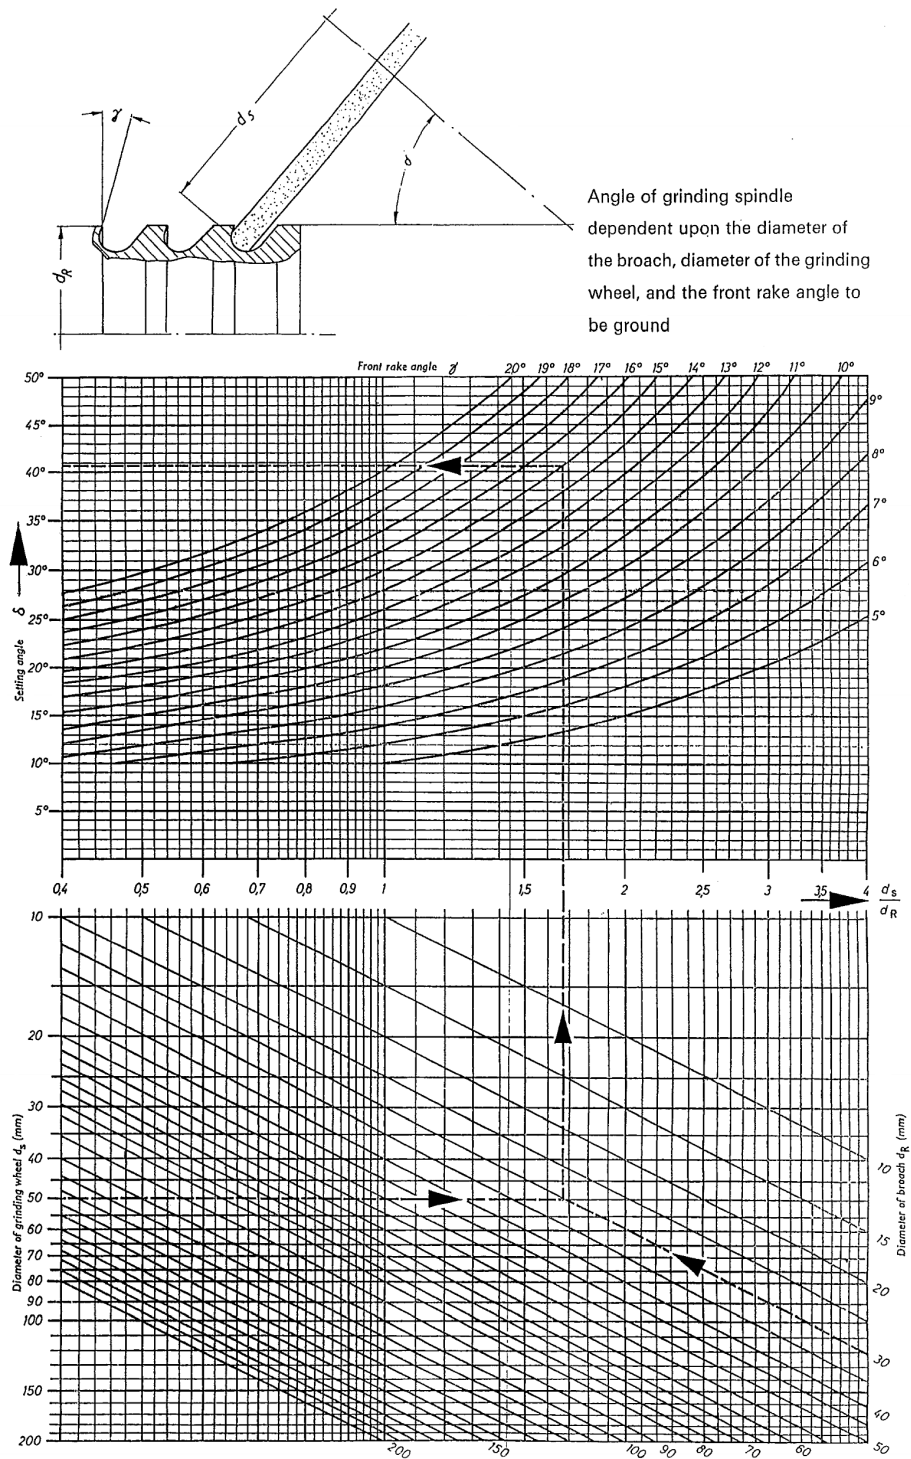 γ
d_s
δ
d_R
Angle of grinding spindle
dependent upon the diameter of
the broach, diameter of the grinding
wheel, and the front rake angle to
be ground
Front rake angle γ 20° 19° 18° 17° 16° 15° 14° 13° 12° 11° 10°
9°
8°
7°
6°
5°
50°
45°
40°
35°
30°
25°
20°
15°
10°
5°
Setting angle δ
0,4 0,5 0,6 0,7 0,8 0,9 1 1,5 2 2,5 3 3,5 4
d_s
d_R
10
20
30
40
50
60
70
80
90
100
150
200
Diameter of grinding wheel d_s (mm)
Diameter of broach d_R (mm)
10
15
20
30
40
50
200 150 100 90 80 70 60